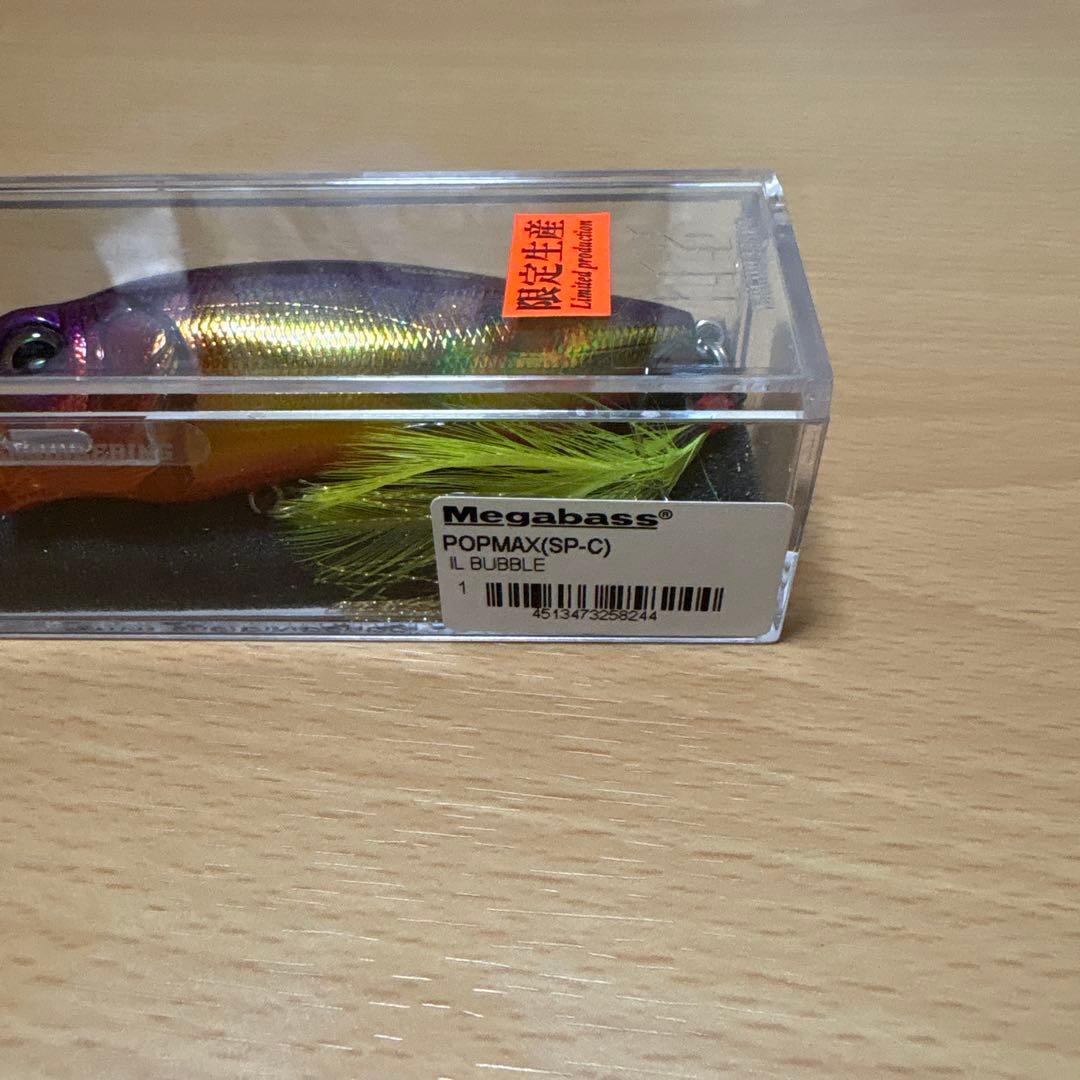 限定生産
Limited production
Megabass®
POPMAX(SP-C)
IL BUBBLE
1
4513473258244